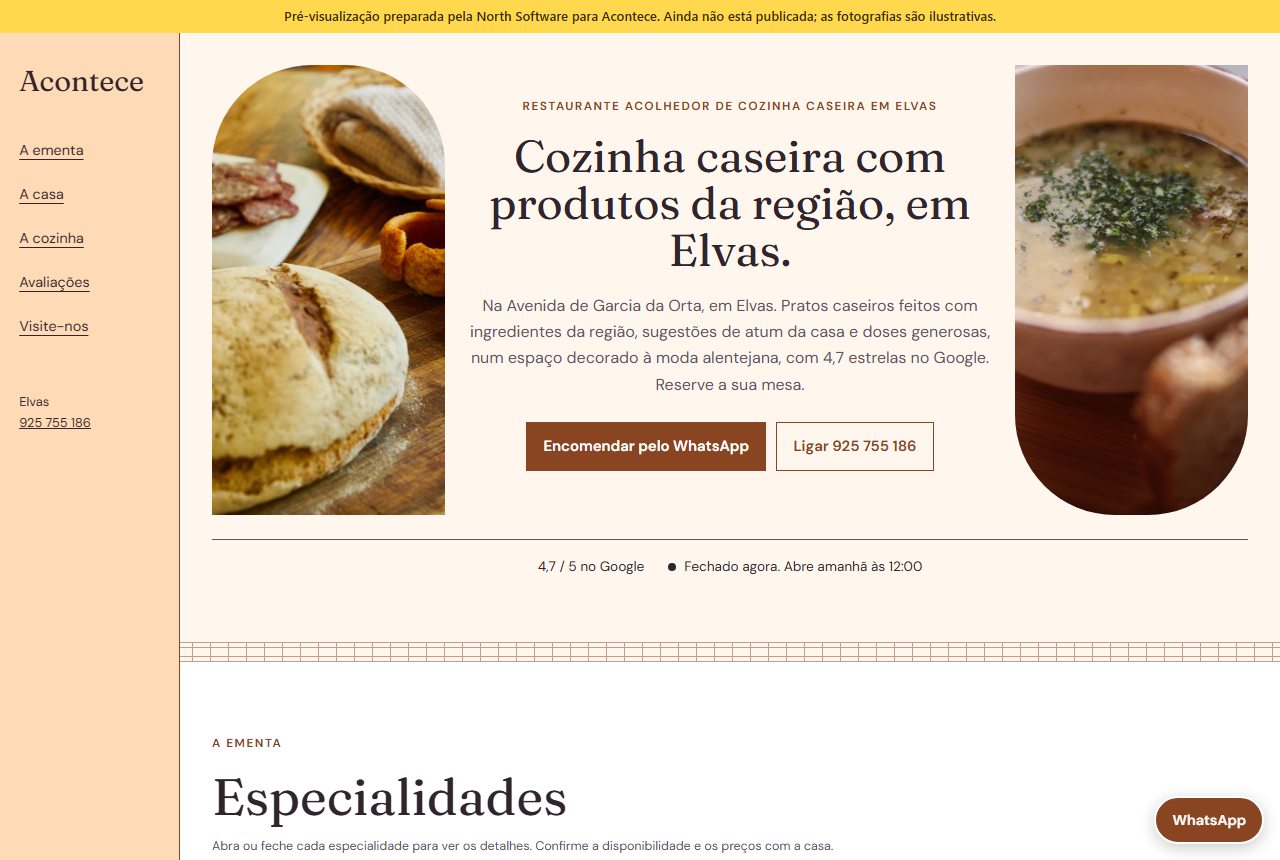 Pré-visualização preparada pela North Software para Acontece. Ainda não está publicada; as fotografias são ilustrativas.
Acontece
A ementa
A casa
A cozinha
Avaliações
Visite-nos
Elvas
925 755 186
RESTAURANTE ACOLHEDOR DE COZINHA CASEIRA EM ELVAS
Cozinha caseira com
produtos da região, em
Elvas.
Na Avenida de Garcia da Orta, em Elvas. Pratos caseiros feitos com
ingredientes da região, sugestões de atum da casa e doses generosas,
num espaço decorado à moda alentejana, com 4,7 estrelas no Google.
Reserve a sua mesa.
Encomendar pelo WhatsApp
Ligar 925 755 186
4,7 / 5 no Google
Fechado agora. Abre amanhã às 12:00
A EMENTA
Especialidades
Abra ou feche cada especialidade para ver os detalhes. Confirme a disponibilidade e os preços com a casa.
WhatsApp